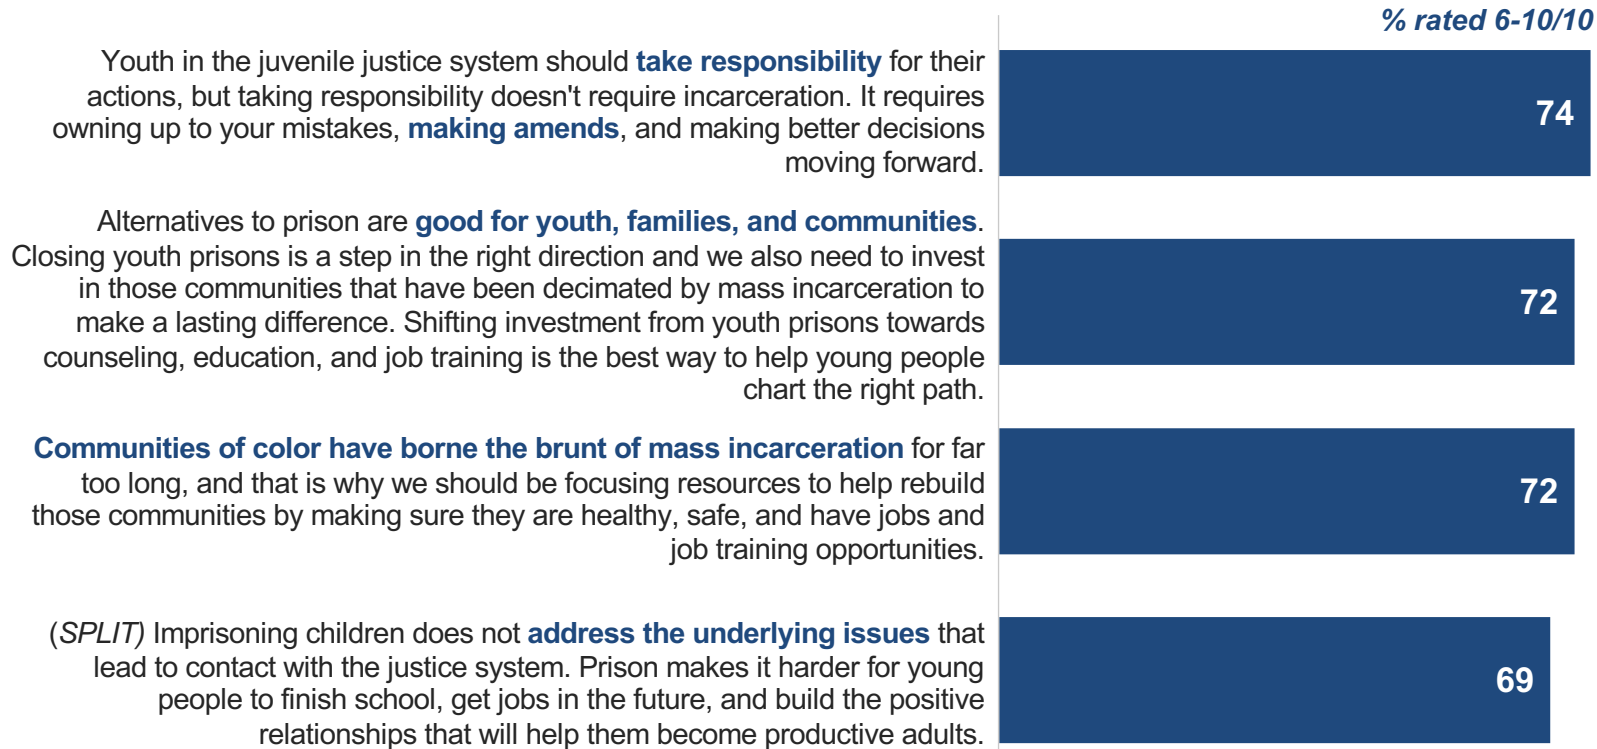 % rated 6-10/10
Youth in the juvenile justice system should take responsibility for their
actions, but taking responsibility doesn't require incarceration. It requires
owning up to your mistakes, making amends, and making better decisions
moving forward.
74
Alternatives to prison are good for youth, families, and communities.
Closing youth prisons is a step in the right direction and we also need to invest
in those communities that have been decimated by mass incarceration to
make a lasting difference. Shifting investment from youth prisons towards
counseling, education, and job training is the best way to help young people
chart the right path.
72
Communities of color have borne the brunt of mass incarceration for far
too long, and that is why we should be focusing resources to help rebuild
those communities by making sure they are healthy, safe, and have jobs and
job training opportunities.
72
(SPLIT) Imprisoning children does not address the underlying issues that
lead to contact with the justice system. Prison makes it harder for young
people to finish school, get jobs in the future, and build the positive
relationships that will help them become productive adults.
69